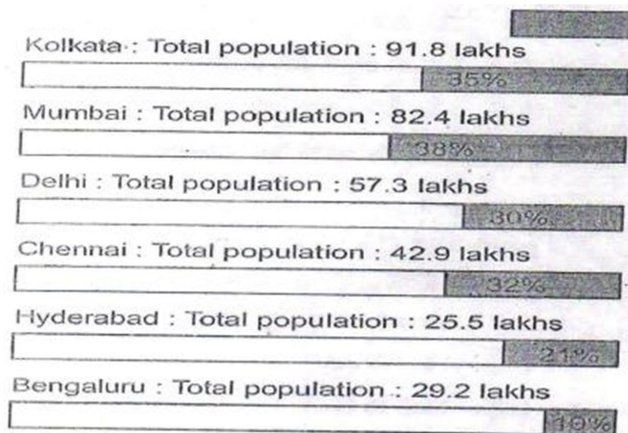 Kolkata : Total population : 91.8 lakhs
35%
Mumbai : Total population : 82.4 lakhs
38%
Delhi : Total population : 57.3 lakhs
30%
Chennai : Total population : 42.9 lakhs
32%
Hyderabad : Total population : 25.5 lakhs
21%
Bengaluru : Total population : 29.2 lakhs
10%